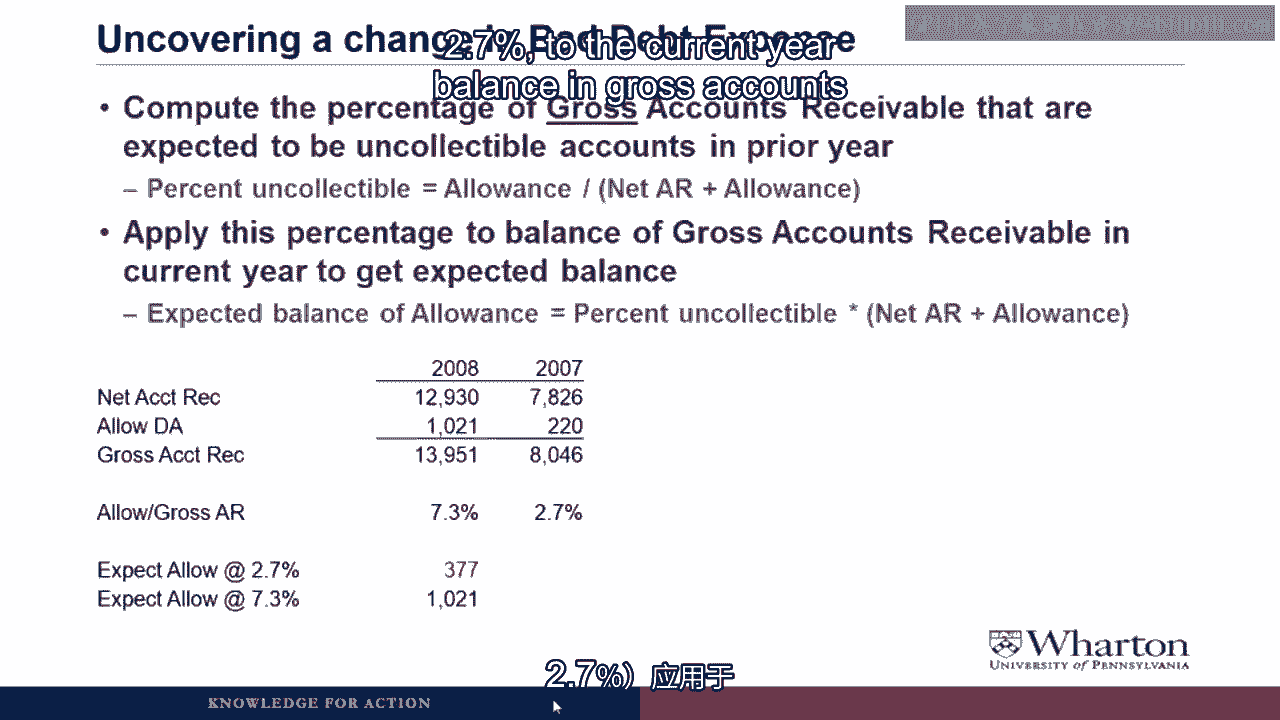 Uncovering a change in Bad Debt Expense
2.7%, to the current year
balance in gross accounts
• Compute the percentage of Gross Accounts Receivable that are
expected to be uncollectible accounts in prior year
– Percent uncollectible = Allowance / (Net AR + Allowance)
• Apply this percentage to balance of Gross Accounts Receivable in
current year to get expected balance
– Expected balance of Allowance = Percent uncollectible * (Net AR + Allowance)
2008 2007
Net Acct Rec 12,930 7,826
Allow DA 1,021 220
Gross Acct Rec 13,951 8,046
Allow/Gross AR 7.3% 2.7%
Expect Allow @ 2.7% 377
Expect Allow @ 7.3% 1,021
Wharton
UNIVERSITY of PENNSYLVANIA
2.7%）应用于
KNOWLEDGE FOR ACTION